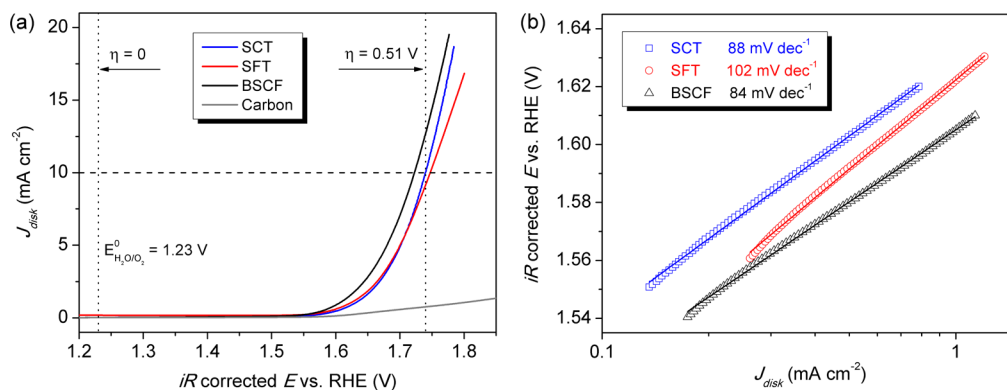 (a)
20
15
10
5
0
J_disk (mA cm⁻²)
η = 0
η = 0.51 V
SCT
SFT
BSCF
Carbon
E⁰_H₂O/O₂ = 1.23 V
1.2 1.3 1.4 1.5 1.6 1.7 1.8
iR corrected E vs. RHE (V)
(b)
1.64
1.62
1.60
1.56
1.54
iR corrected E vs. RHE (V)
SCT 88 mV dec⁻¹
SFT 102 mV dec⁻¹
BSCF 84 mV dec⁻¹
0.1 1
J_disk (mA cm⁻²)